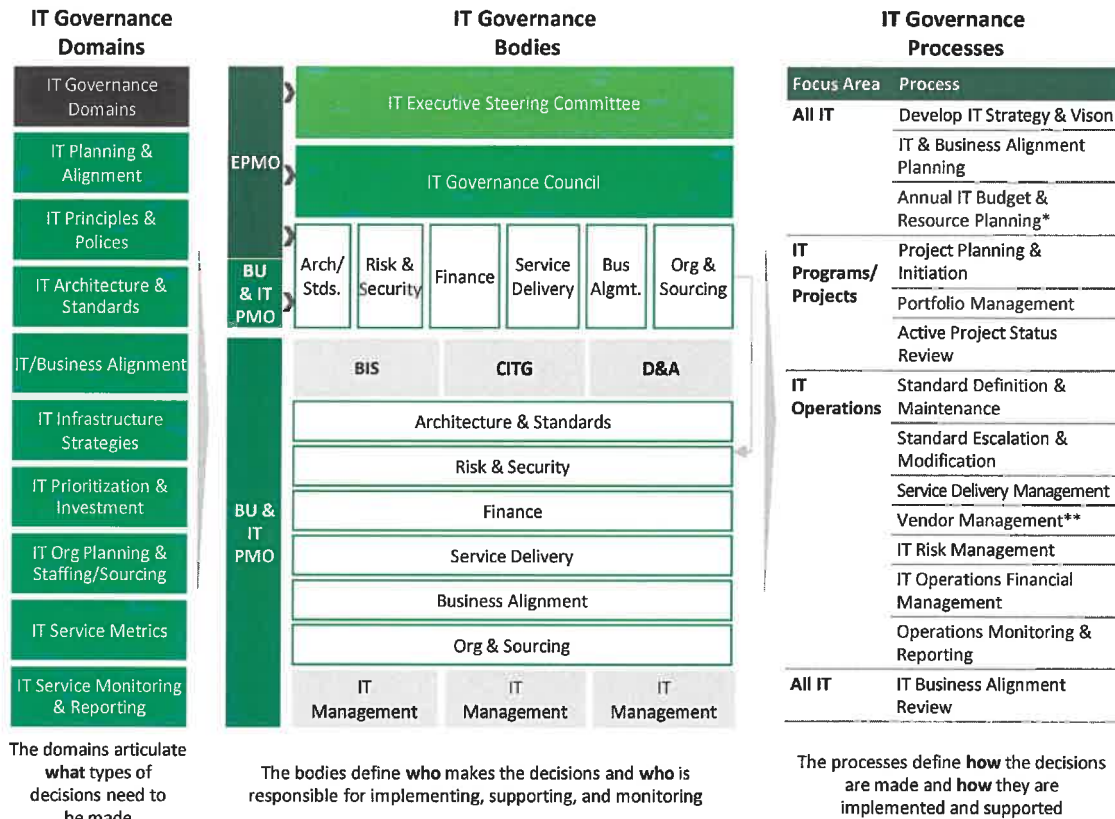 IT Governance
Domains
IT Governance
Domains
IT Planning &
Alignment
IT Principles &
Polices
IT Architecture &
Standards
IT/Business Alignment
IT Infrastructure
Strategies
IT Prioritization &
Investment
IT Org Planning &
Staffing/Sourcing
IT Service Metrics
IT Service Monitoring
& Reporting
The domains articulate
what types of
decisions need to
be made
IT Governance
Bodies
EPMO
BU
& IT
PMO
BU &
IT
PMO
IT Executive Steering Committee
IT Governance Council
Arch/
Stds.
Risk &
Security
Finance
Service
Delivery
Bus
Algmt.
Org &
Sourcing
BIS
CITG
D&A
Architecture & Standards
Risk & Security
Finance
Service Delivery
Business Alignment
Org & Sourcing
IT
Management
IT
Management
IT
Management
The bodies define who makes the decisions and who is
responsible for implementing, supporting, and monitoring
IT Governance
Processes
Focus Area Process
All IT
Develop IT Strategy & Vison
IT & Business Alignment
Planning
Annual IT Budget &
Resource Planning*
IT
Programs/
Projects
Project Planning &
Initiation
Portfolio Management
Active Project Status
Review
IT
Operations
Standard Definition &
Maintenance
Standard Escalation &
Modification
Service Delivery Management
Vendor Management**
IT Risk Management
IT Operations Financial
Management
Operations Monitoring &
Reporting
All IT
IT Business Alignment
Review
The processes define how the decisions
are made and how they are
implemented and supported